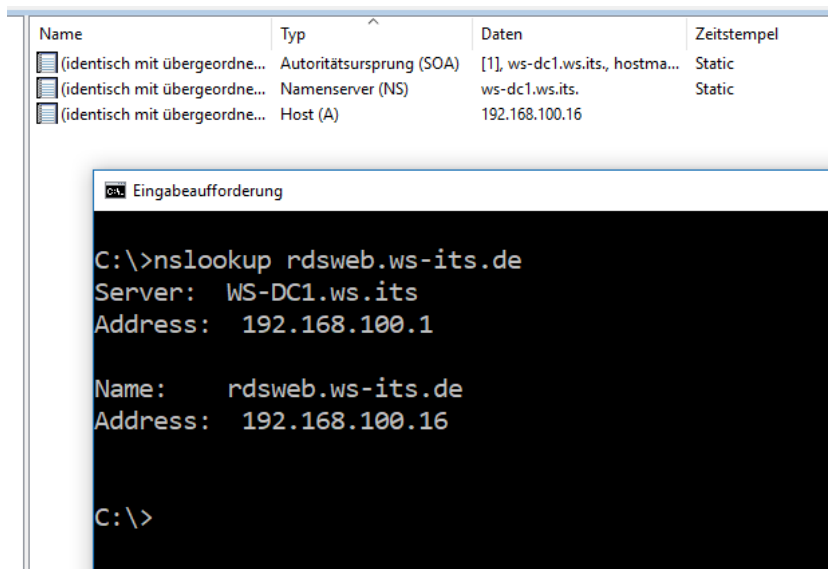 Name Typ Daten Zeitstempel
(identisch mit übergeordne... Autoritätsursprung (SOA) [1], ws-dc1.ws.its., hostma... Static
(identisch mit übergeordne... Namenserver (NS) ws-dc1.ws.its. Static
(identisch mit übergeordne... Host (A) 192.168.100.16
Eingabeaufforderung
C:\>nslookup rdsweb.ws-its.de
Server:  WS-DC1.ws.its
Address:  192.168.100.1
Name:    rdsweb.ws-its.de
Address:  192.168.100.16
C:\>